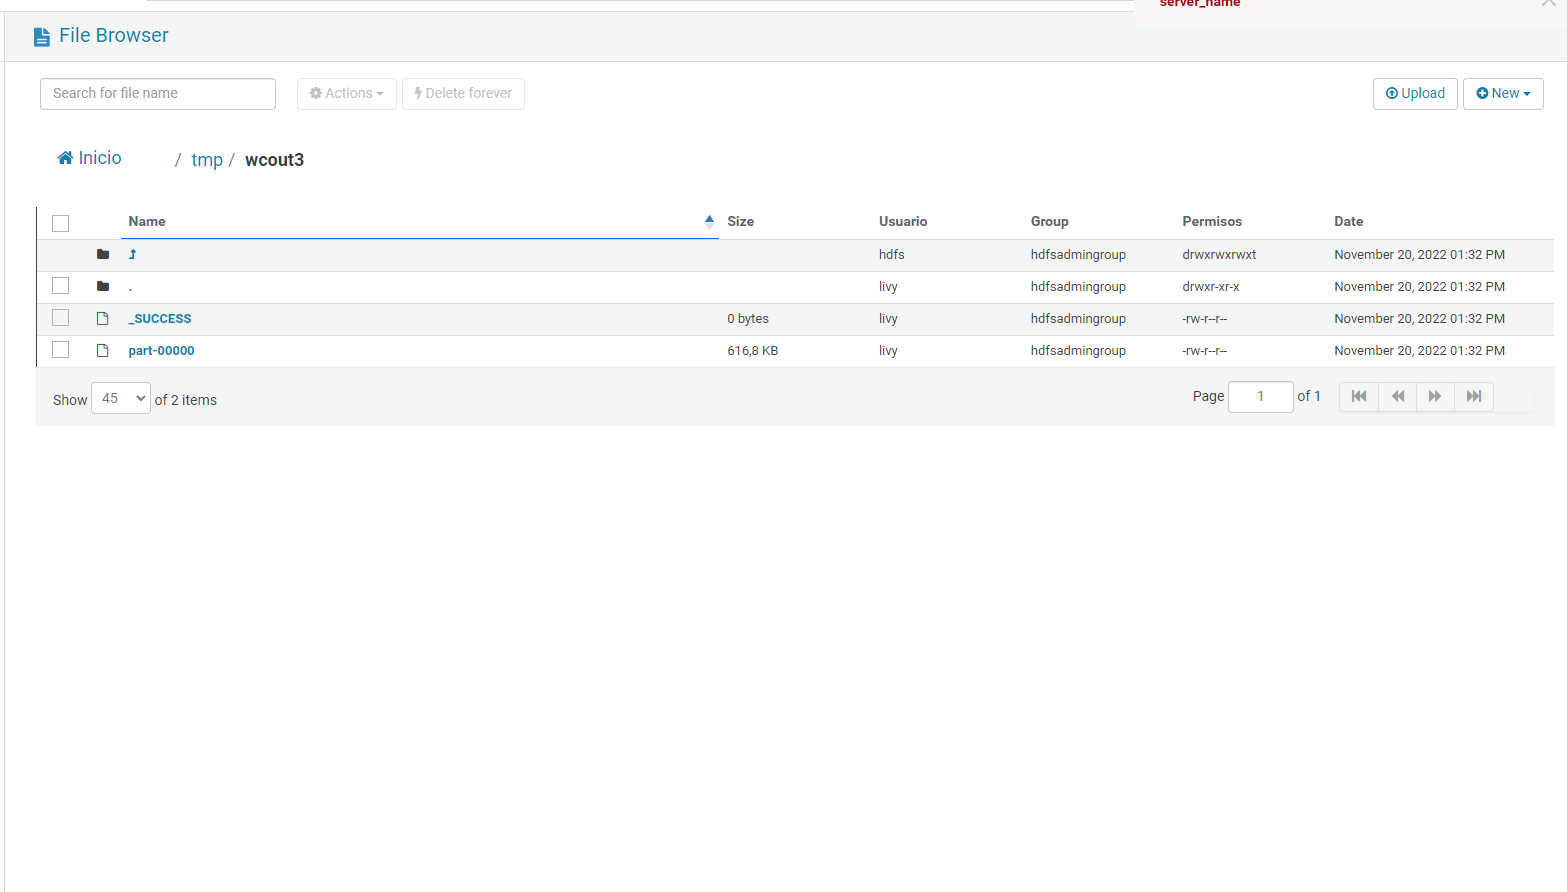 server_name
File Browser
Search for file name
Actions
Delete forever
Upload
New
Inicio / tmp / wcout3
Name Size Usuario Group Permisos Date
hdfs hdfsadmingroup drwxrwxrwxt November 20, 2022 01:32 PM
. livy hdfsadmingroup drwxr-xr-x November 20, 2022 01:32 PM
_SUCCESS 0 bytes livy hdfsadmingroup -rw-r--r-- November 20, 2022 01:32 PM
part-00000 616,8 KB livy hdfsadmingroup -rw-r--r-- November 20, 2022 01:32 PM
Show 45 of 2 items Page 1 of 1